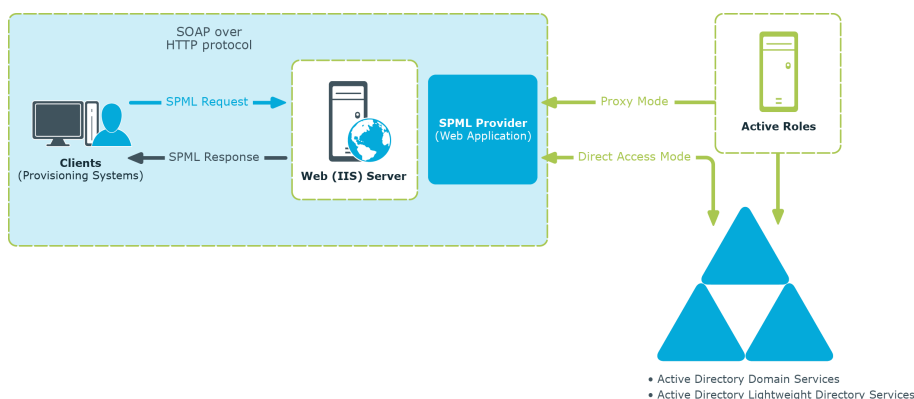 SOAP over
HTTP protocol
SPML Request
SPML Response
Clients
(Provisioning Systems)
Web (IIS) Server
SPML Provider
(Web Application)
Proxy Mode
Direct Access Mode
Active Roles
• Active Directory Domain Services
• Active Directory Lightweight Directory Services